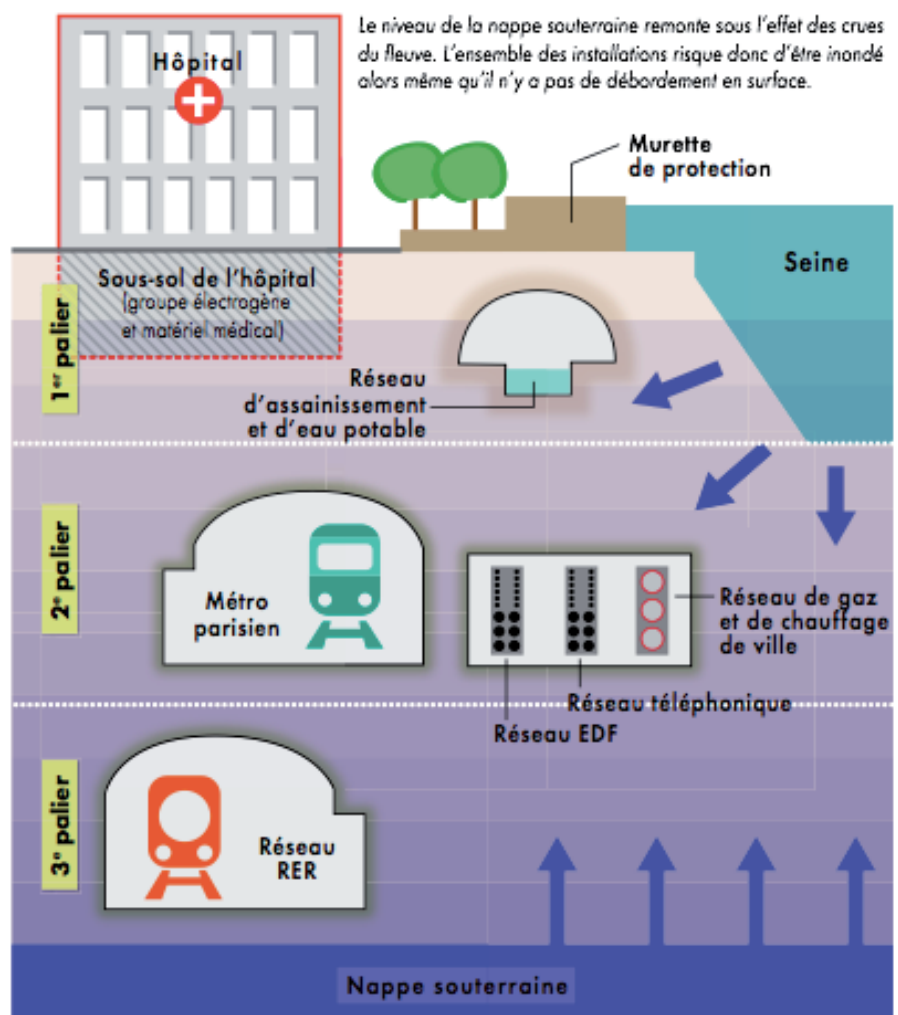 Le niveau de la nappe souterraine remonte sous l'effet des crues
du fleuve. L'ensemble des installations risque donc d'être inondé
alors même qu'il n'y a pas de débordement en surface.
Hôpital
Murette
de protection
Seine
Sous-sol de l'hôpital
(groupe électrogène
et matériel médical)
1er palier
Réseau
d'assainissement
et d'eau potable
2e palier
Métro
parisien
Réseau de gaz
et de chauffage
de ville
Réseau téléphonique
Réseau EDF
3e palier
Réseau
RER
Nappe souterraine